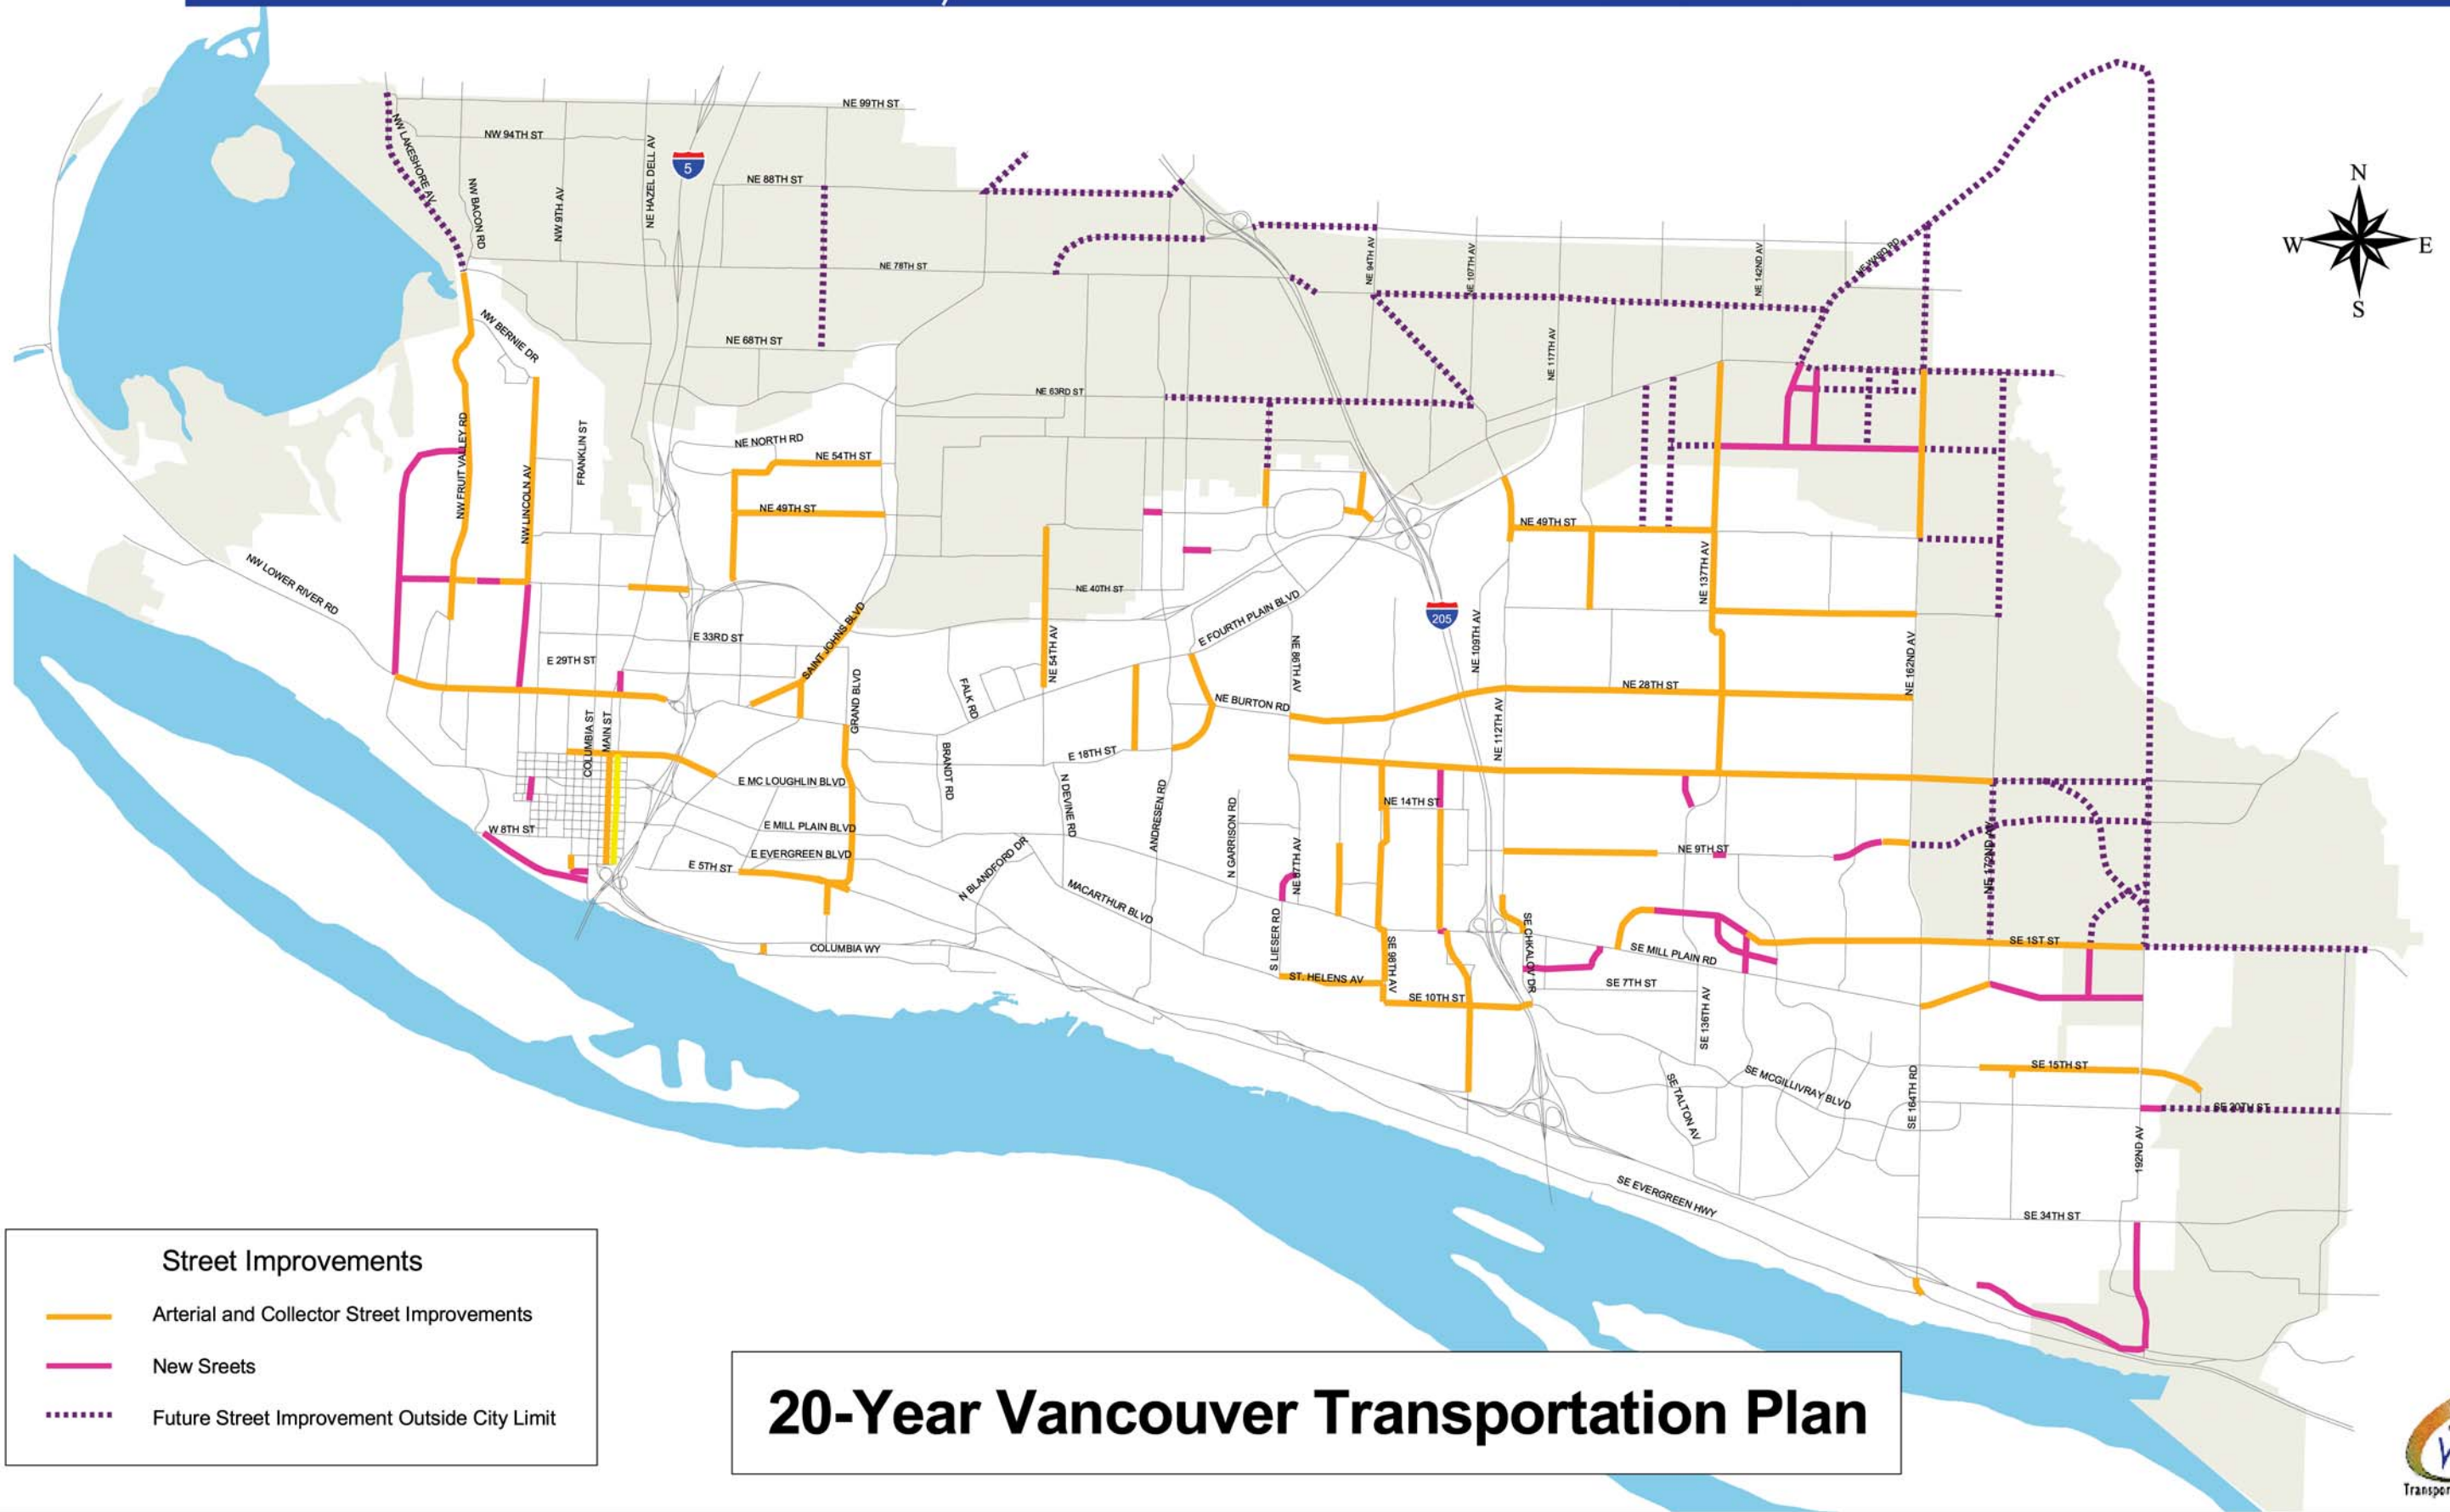 NE 99TH ST
NW 94TH ST
NW LAKESHORE AV
NW BACON RD
NW 9TH AV
NE HAZEL DELL AV
5
NE 88TH ST
NE 78TH ST
NE 94TH AV
NE 107TH AV
NE 142ND AV
NE WARD RD
N
W
E
S
NW BERNIE DR
NE 68TH ST
NE 117TH AV
NE 63RD ST
NW FRUIT VALLEY RD
NW LINCOLN AV
FRANKLIN ST
NE NORTH RD
NE 54TH ST
NE 49TH ST
NE 49TH ST
NE 137TH AV
NW LOWER RIVER RD
NE 40TH ST
E FOURTH PLAIN BLVD
205
NE 109TH AV
E 33RD ST
SAINT JOHNS BLVD
NE 54TH AV
NE 86TH AV
NE 162ND AV
E 29TH ST
GRAND BLVD
FALK RD
NE BURTON RD
NE 28TH ST
COLUMBIA ST
MAIN ST
NE 112TH AV
BRANDT RD
E 18TH ST
E MC LOUGHLIN BLVD
N DEVINE RD
ANDRESEN RD
N GARRISON RD
NE 14TH ST
W 8TH ST
E MILL PLAIN BLVD
E EVERGREEN BLVD
E 5TH ST
N BLANDFORD DR
NE 87TH AV
NE 9TH ST
NE 172ND AV
MACARTHUR BLVD
COLUMBIA WY
S LIESER RD
SE 98TH AV
SE CHKALOV DR
SE MILL PLAIN RD
SE 1ST ST
ST. HELENS AV
SE 10TH ST
SE 7TH ST
SE 136TH AV
SE TALTON AV
SE MCGILLIVRAY BLVD
SE 164TH RD
SE 15TH ST
SE 20TH ST
192ND AV
SE EVERGREEN HWY
SE 34TH ST
Street Improvements
Arterial and Collector Street Improvements
New Sreets
Future Street Improvement Outside City Limit
20-Year Vancouver Transportation Plan